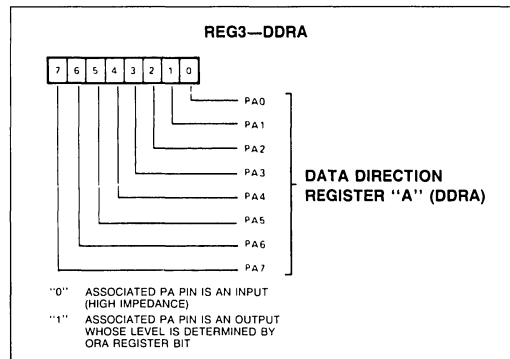 REG3—DDRA
7 6 5 4 3 2 1 0
PA0
PA1
PA2
PA3
PA4
PA5
PA6
PA7
DATA DIRECTION
REGISTER "A" (DDRA)
"0" ASSOCIATED PA PIN IS AN INPUT
(HIGH IMPEDANCE)
"1" ASSOCIATED PA PIN IS AN OUTPUT
WHOSE LEVEL IS DETERMINED BY
ORA REGISTER BIT